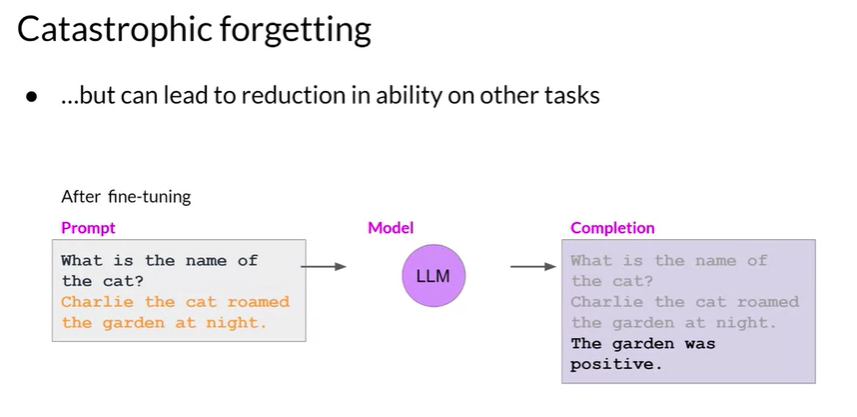 Catastrophic forgetting
● …but can lead to reduction in ability on other tasks
After fine-tuning
Prompt
What is the name of
the cat?
Charlie the cat roamed
the garden at night.
Model
LLM
Completion
What is the name of
the cat?
Charlie the cat roamed
the garden at night.
The garden was
positive.